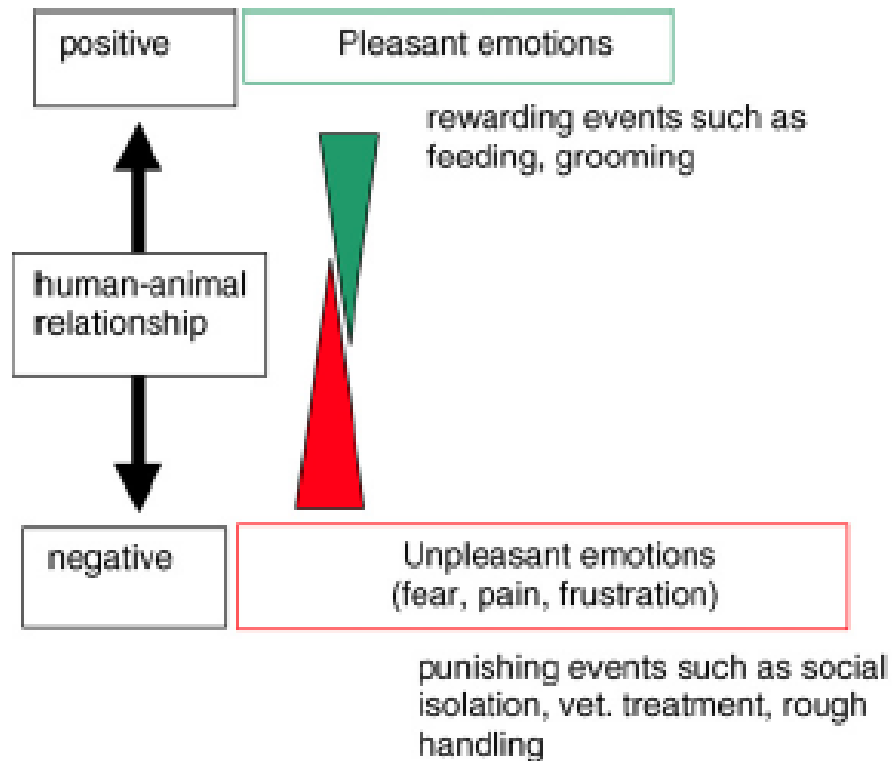 positive
Pleasant emotions
rewarding events such as
feeding, grooming
human-animal
relationship
negative
Unpleasant emotions
(fear, pain, frustration)
punishing events such as social
isolation, vet. treatment, rough
handling